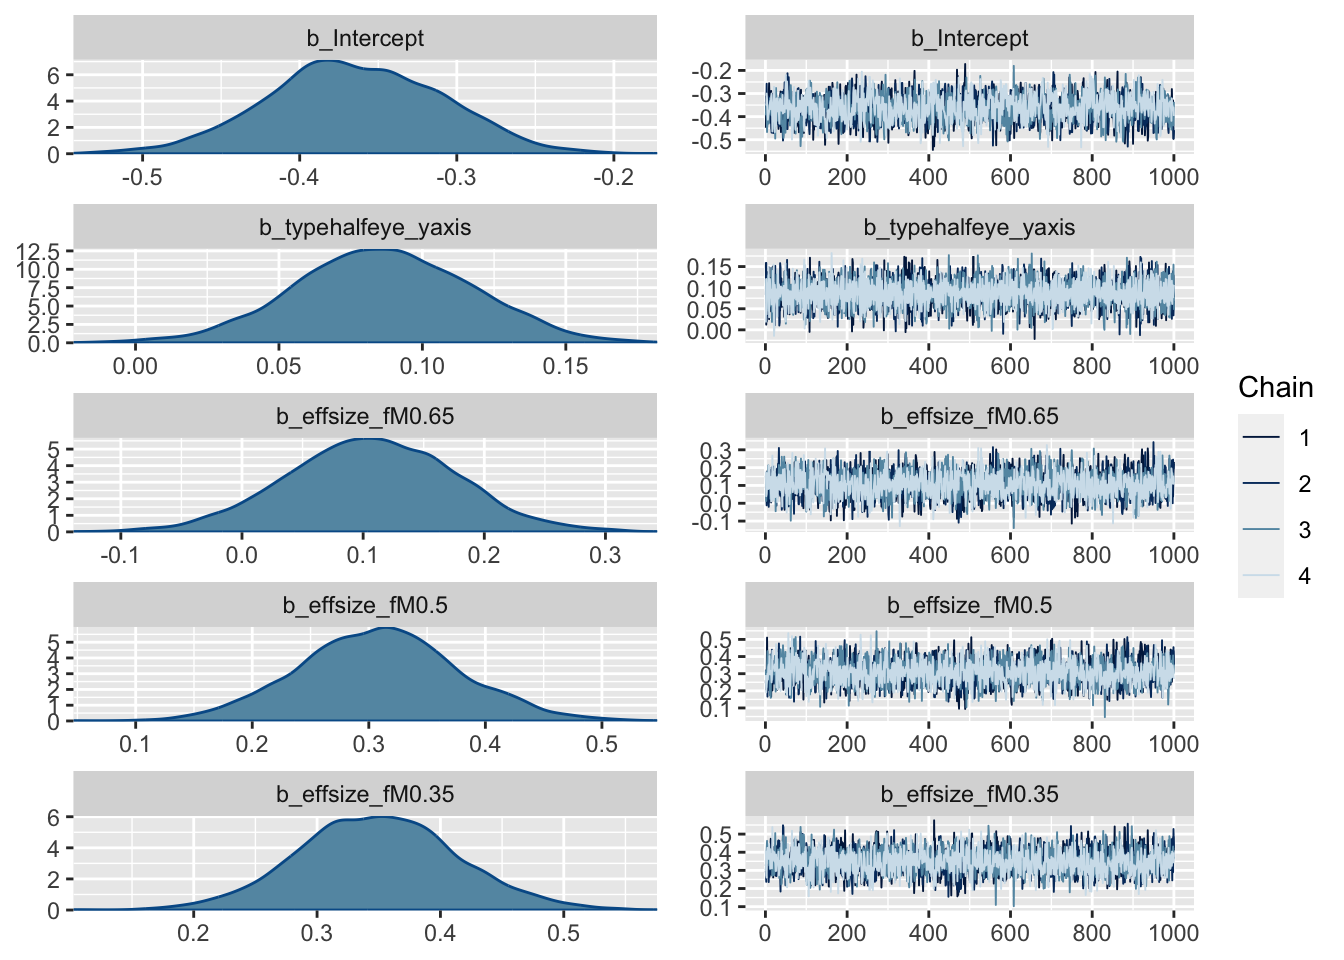 b_Intercept
6
4
2
0
-0.5 -0.4 -0.3 -0.2
b_Intercept
-0.2
-0.3
-0.4
-0.5
0 200 400 600 800 1000
b_typehalfeye_yaxis
12.5
10.0
7.5
5.0
2.5
0.0
0.00 0.05 0.10 0.15
b_typehalfeye_yaxis
0.15
0.10
0.05
0.00
0 200 400 600 800 1000
b_effsize_fM0.65
5
4
3
2
1
0
-0.1 0.0 0.1 0.2 0.3
b_effsize_fM0.65
0.3
0.2
0.1
0.0
-0.1
0 200 400 600 800 1000
b_effsize_fM0.5
5
4
3
2
1
0
0.1 0.2 0.3 0.4 0.5
b_effsize_fM0.5
0.5
0.4
0.3
0.2
0.1
0 200 400 600 800 1000
b_effsize_fM0.35
6
4
2
0
0.2 0.3 0.4 0.5
b_effsize_fM0.35
0.5
0.4
0.3
0.2
0.1
0 200 400 600 800 1000
Chain
1
2
3
4